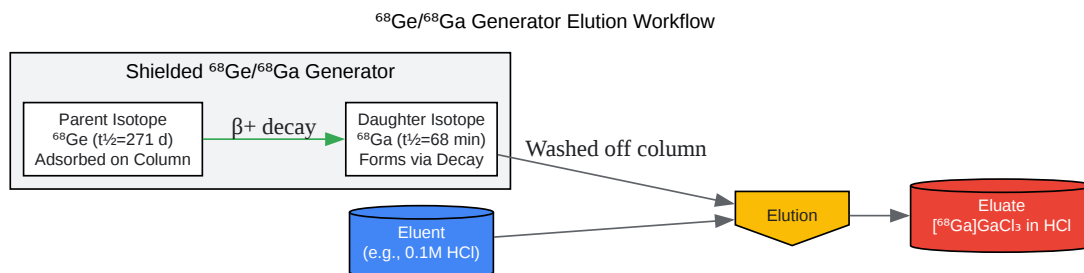 ⁶⁸Ge/⁶⁸Ga Generator Elution Workflow
Shielded ⁶⁸Ge/⁶⁸Ga Generator
Parent Isotope
⁶⁸Ge (t½=271 d)
Adsorbed on Column
β+ decay
Daughter Isotope
⁶⁸Ga (t½=68 min)
Forms via Decay
Washed off column
Eluent
(e.g., 0.1M HCl)
Elution
Eluate
[⁶⁸Ga]GaCl₃ in HCl